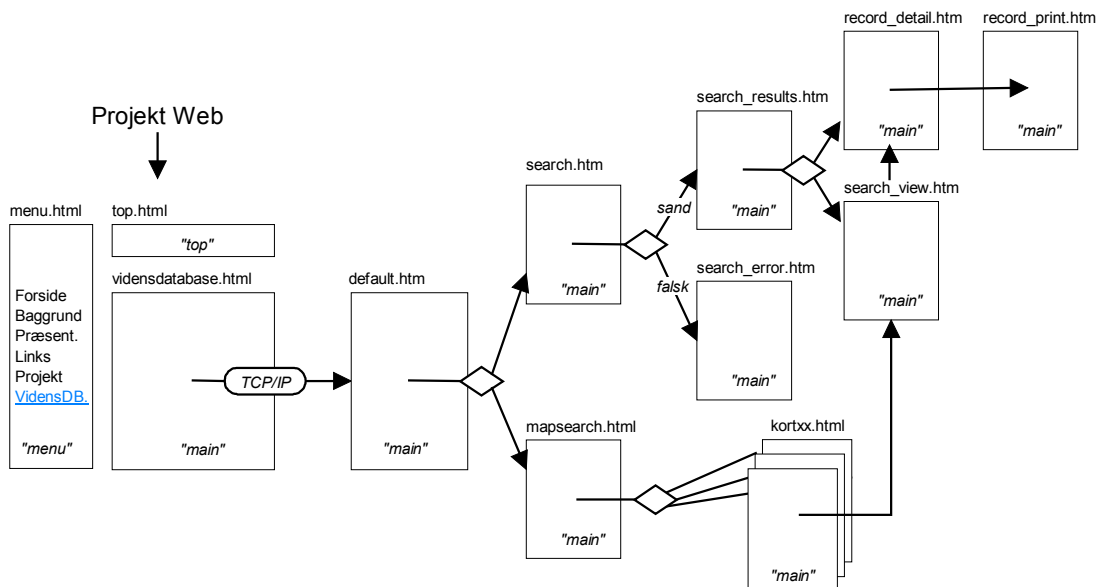 record_detail.htm
record_print.htm
"main"
"main"
Projekt Web
search_results.htm
"main"
search.htm
"main"
sand
falsk
search_view.htm
"main"
search_error.htm
"main"
menu.html
Forside
Baggrund
Præsent.
Links
Projekt
VidensDB.
"menu"
top.html
"top"
vidensdatabase.html
TCP/IP
"main"
default.htm
"main"
mapsearch.html
"main"
kortxx.html
"main"